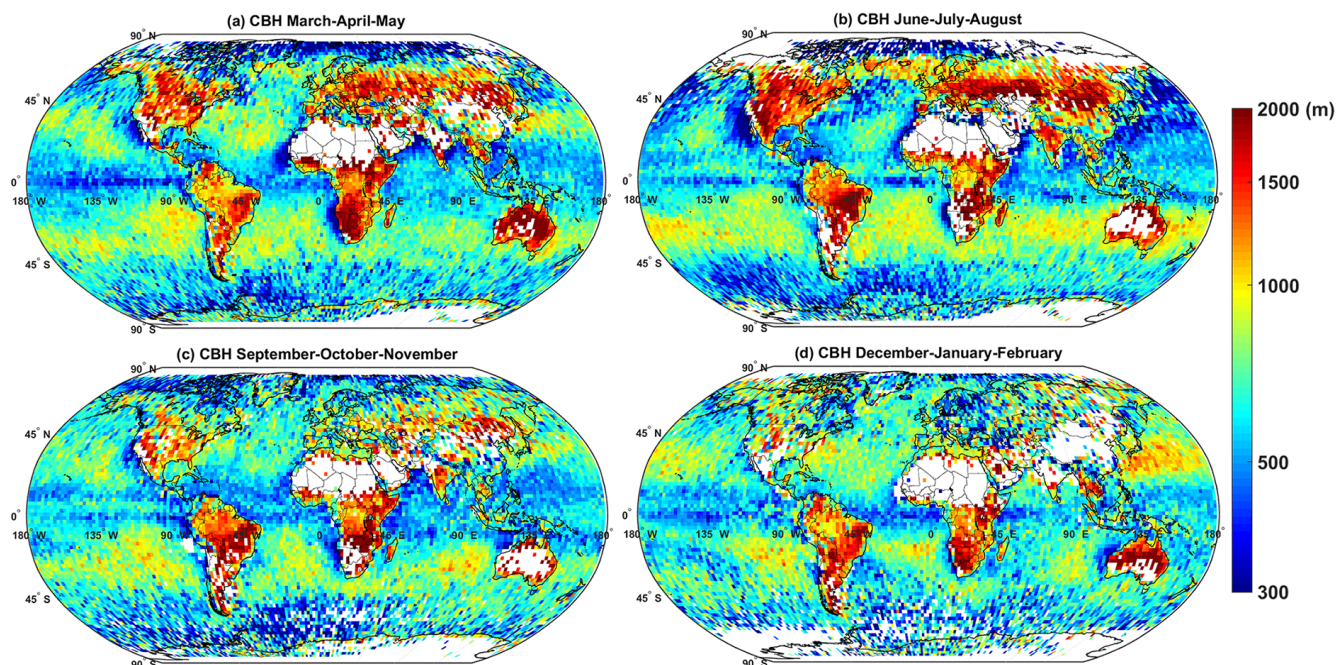 (a) CBH March-April-May
90° N
45° N
0°
180° W
90° W
45° W
0°
45° E
90° E
135° E
180°
45° S
90° S
(b) CBH June-July-August
90° N
45° N
0°
180° W
90° W
45° W
0°
45° E
90° E
135° E
180°
45° S
90° S
2000 (m)
1500
1000
500
300
(c) CBH September-October-November
90° N
45° N
0°
180° W
90° W
45° W
0°
45° E
90° E
135° E
180°
45° S
90° S
(d) CBH December-January-February
90° N
45° N
0°
180° W
90° W
45° W
0°
45° E
90° E
135° E
180°
45° S
90° S